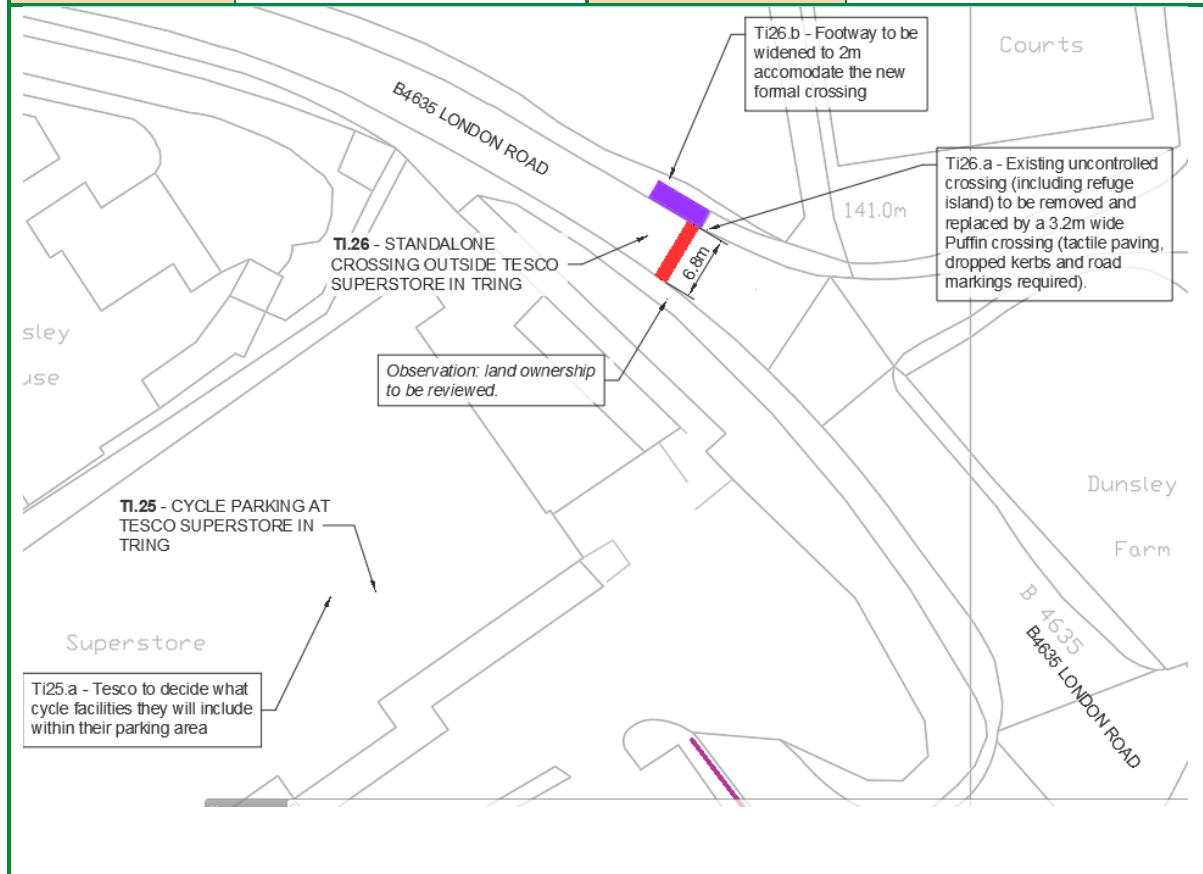 Ti26.b - Footway to be
widened to 2m
accomodate the new
formal crossing
Courts
B4635 LONDON ROAD
Ti26.a - Existing uncontrolled
crossing (including refuge
island) to be removed and
replaced by a 3.2m wide
Puffin crossing (tactile paving,
dropped kerbs and road
markings required).
141.0m
TI.26 - STANDALONE
CROSSING OUTSIDE TESCO
SUPERSTORE IN TRING
6.8m
sley
use
Observation: land ownership
to be reviewed.
Dunsley
Farm
TI.25 - CYCLE PARKING AT
TESCO SUPERSTORE IN
TRING
B 4635
B4635 LONDON ROAD
Superstore
Ti25.a - Tesco to decide what
cycle facilities they will include
within their parking area